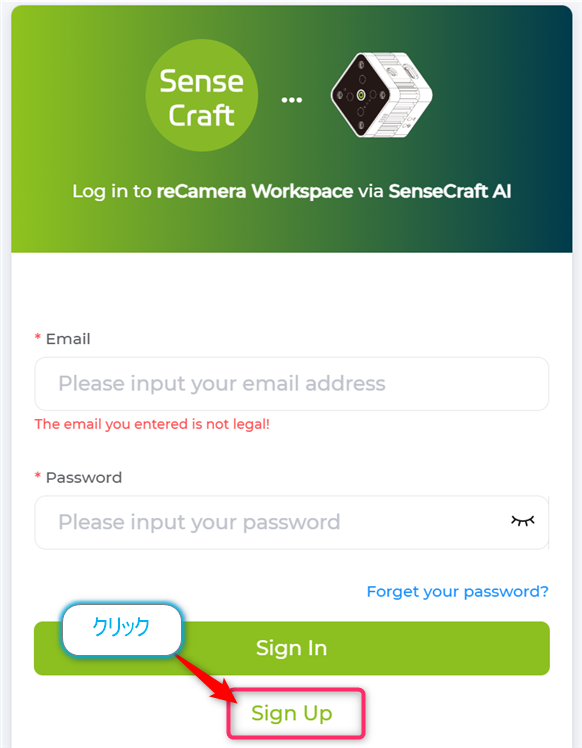 Sense
Craft
Log in to reCamera Workspace via SenseCraft AI
* Email
Please input your email address
The email you entered is not legal!
* Password
Please input your password
Forget your password?
クリック
Sign In
Sign Up